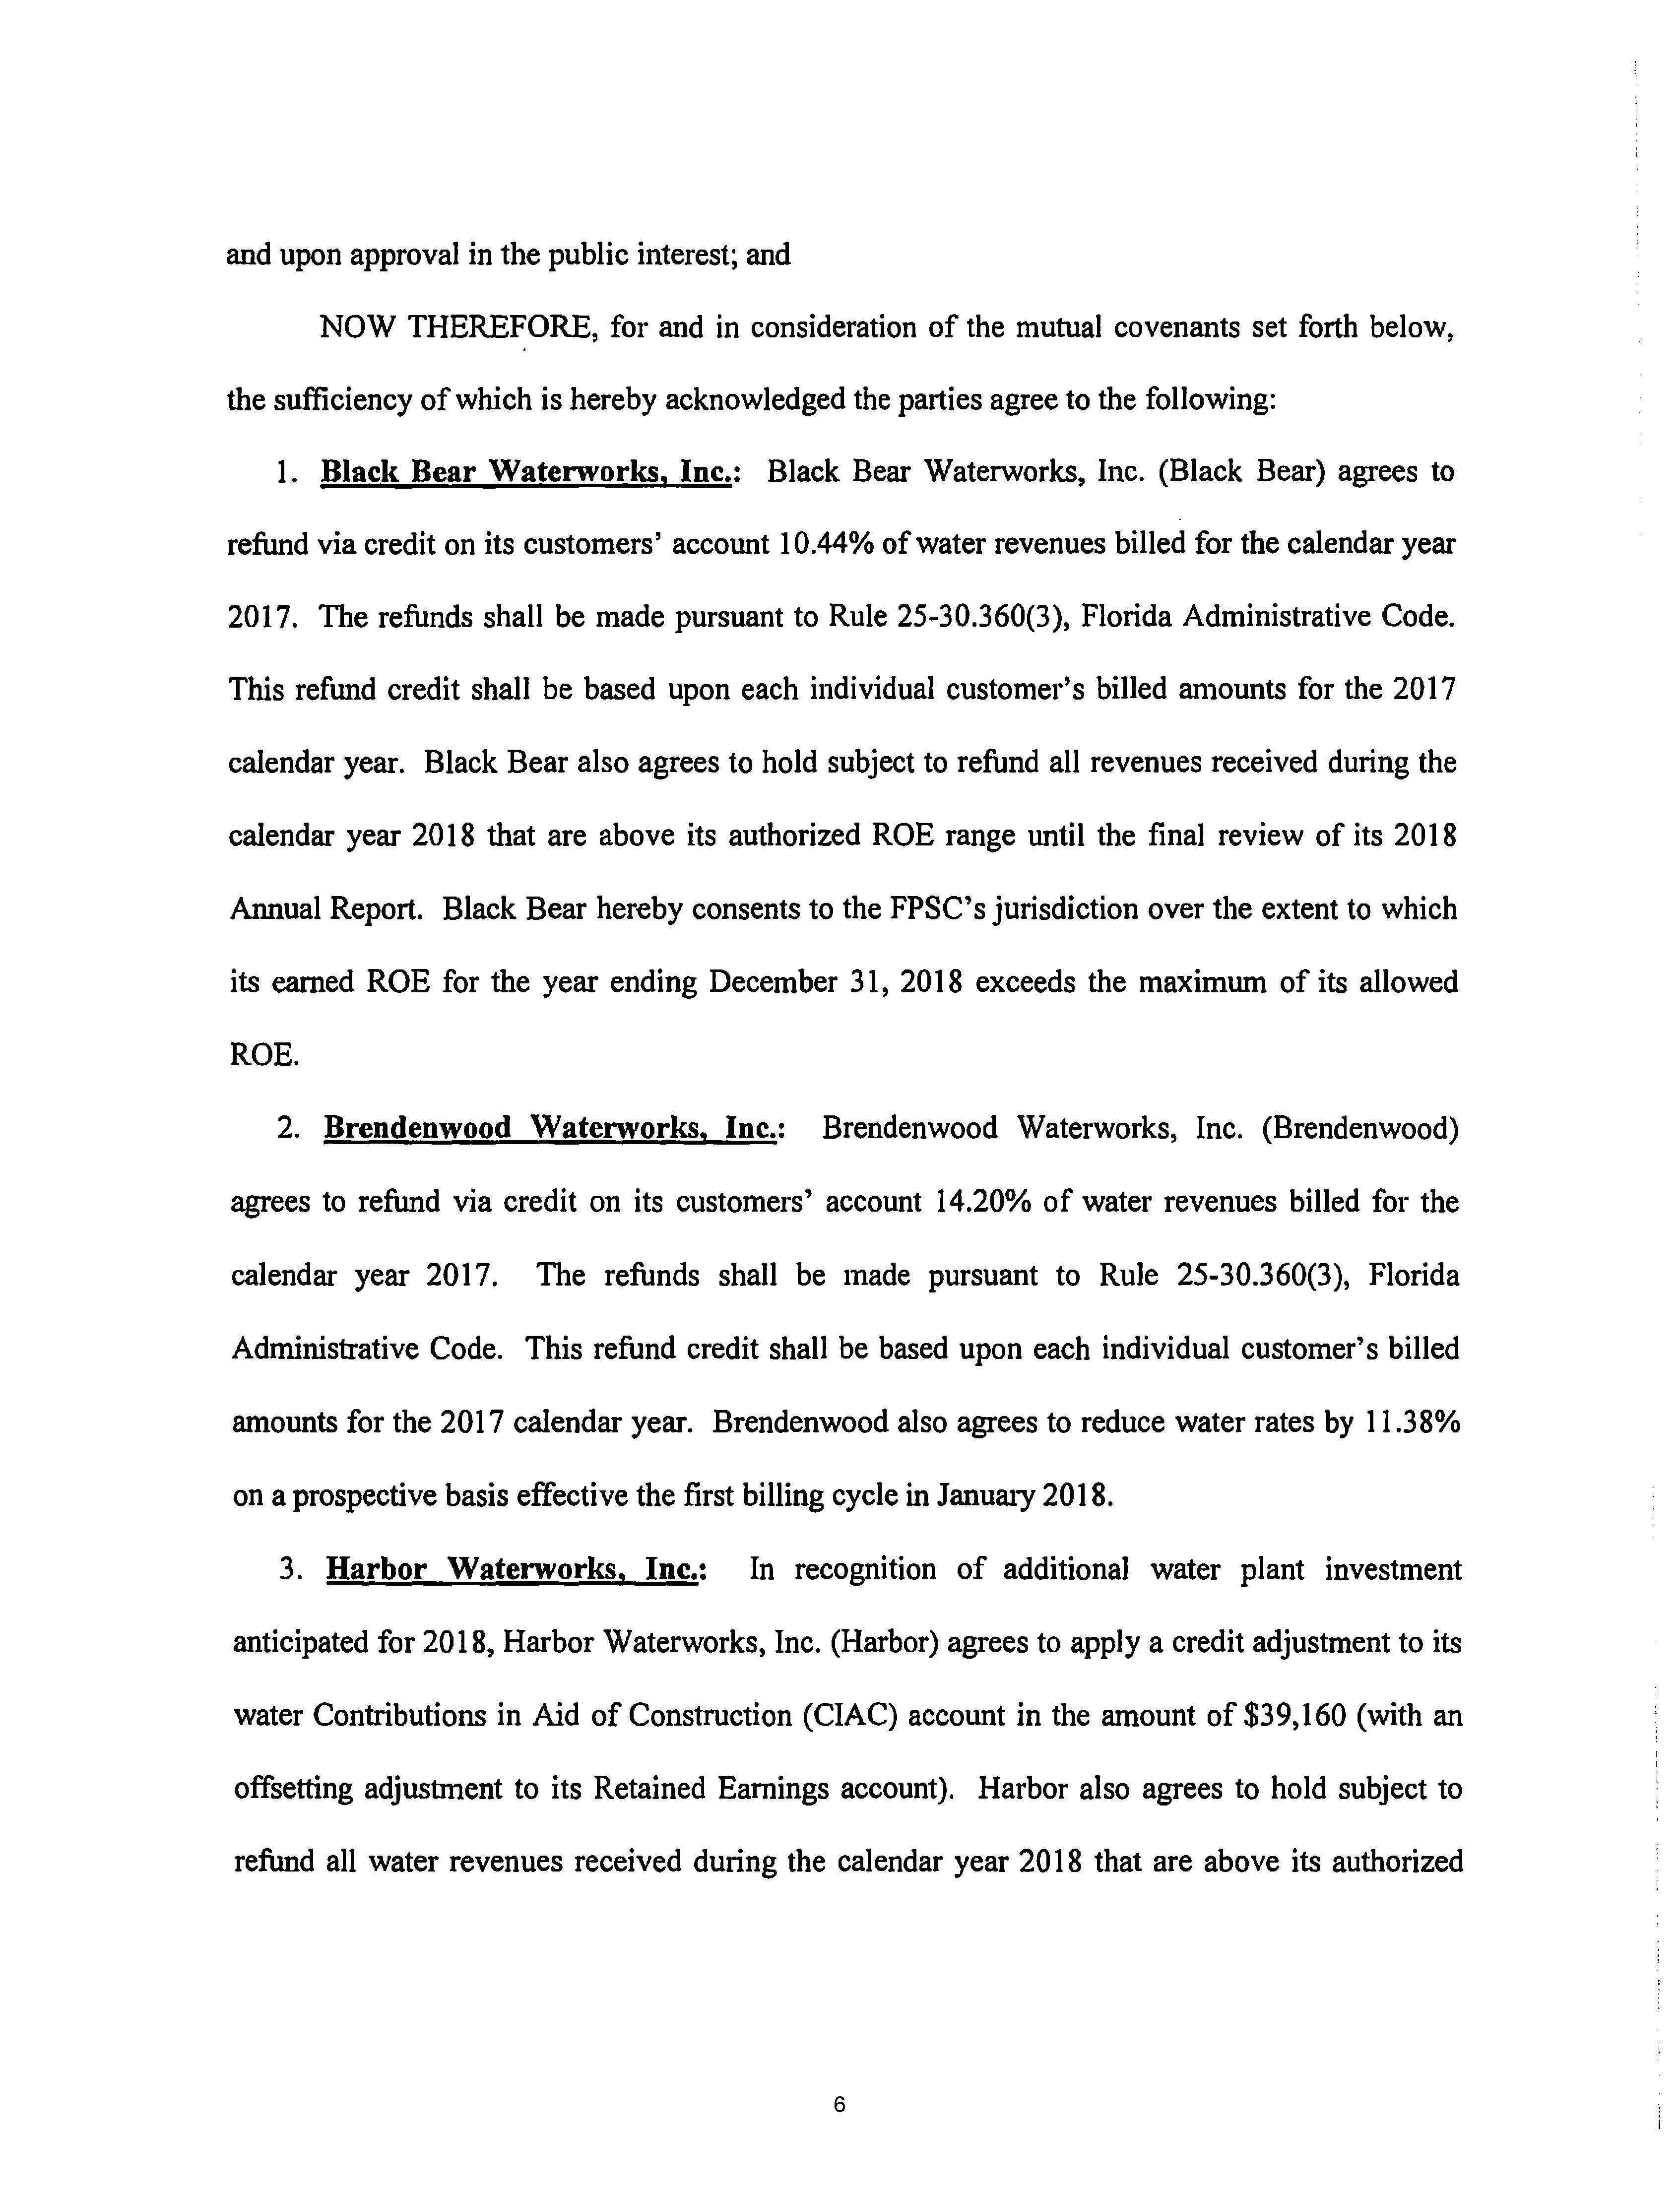 and upon approval in the public interest; and
NOW THEREFORE, for and in consideration of the mutual covenants set forth below,
the sufficiency of which is hereby acknowledged the parties agree to the following:
1. Black Bear Waterworks, Inc.: Black Bear Waterworks, Inc. (Black Bear) agrees to
refund via credit on its customers' account 10.44% of water revenues billed for the calendar year
2017. The refunds shall be made pursuant to Rule 25-30.360(3), Florida Administrative Code.
This refund credit shall be based upon each individual customer's billed amounts for the 2017
calendar year. Black Bear also agrees to hold subject to refund all revenues received during the
calendar year 2018 that are above its authorized ROE range until the final review of its 2018
Annual Report. Black Bear hereby consents to the FPSC's jurisdiction over the extent to which
its earned ROE for the year ending December 31, 2018 exceeds the maximum of its allowed
ROE.
2. Brendenwood Waterworks, Inc.: Brendenwood Waterworks, Inc. (Brendenwood)
agrees to refund via credit on its customers' account 14.20% of water revenues billed for the
calendar year 2017. The refunds shall be made pursuant to Rule 25-30.360(3), Florida
Administrative Code. This refund credit shall be based upon each individual customer's billed
amounts for the 2017 calendar year. Brendenwood also agrees to reduce water rates by 11.38%
on a prospective basis effective the first billing cycle in January 2018.
3. Harbor Waterworks, Inc.: In recognition of additional water plant investment
anticipated for 2018, Harbor Waterworks, Inc. (Harbor) agrees to apply a credit adjustment to its
water Contributions in Aid of Construction (CIAC) account in the amount of $39,160 (with an
offsetting adjustment to its Retained Earnings account). Harbor also agrees to hold subject to
refund all water revenues received during the calendar year 2018 that are above its authorized
6